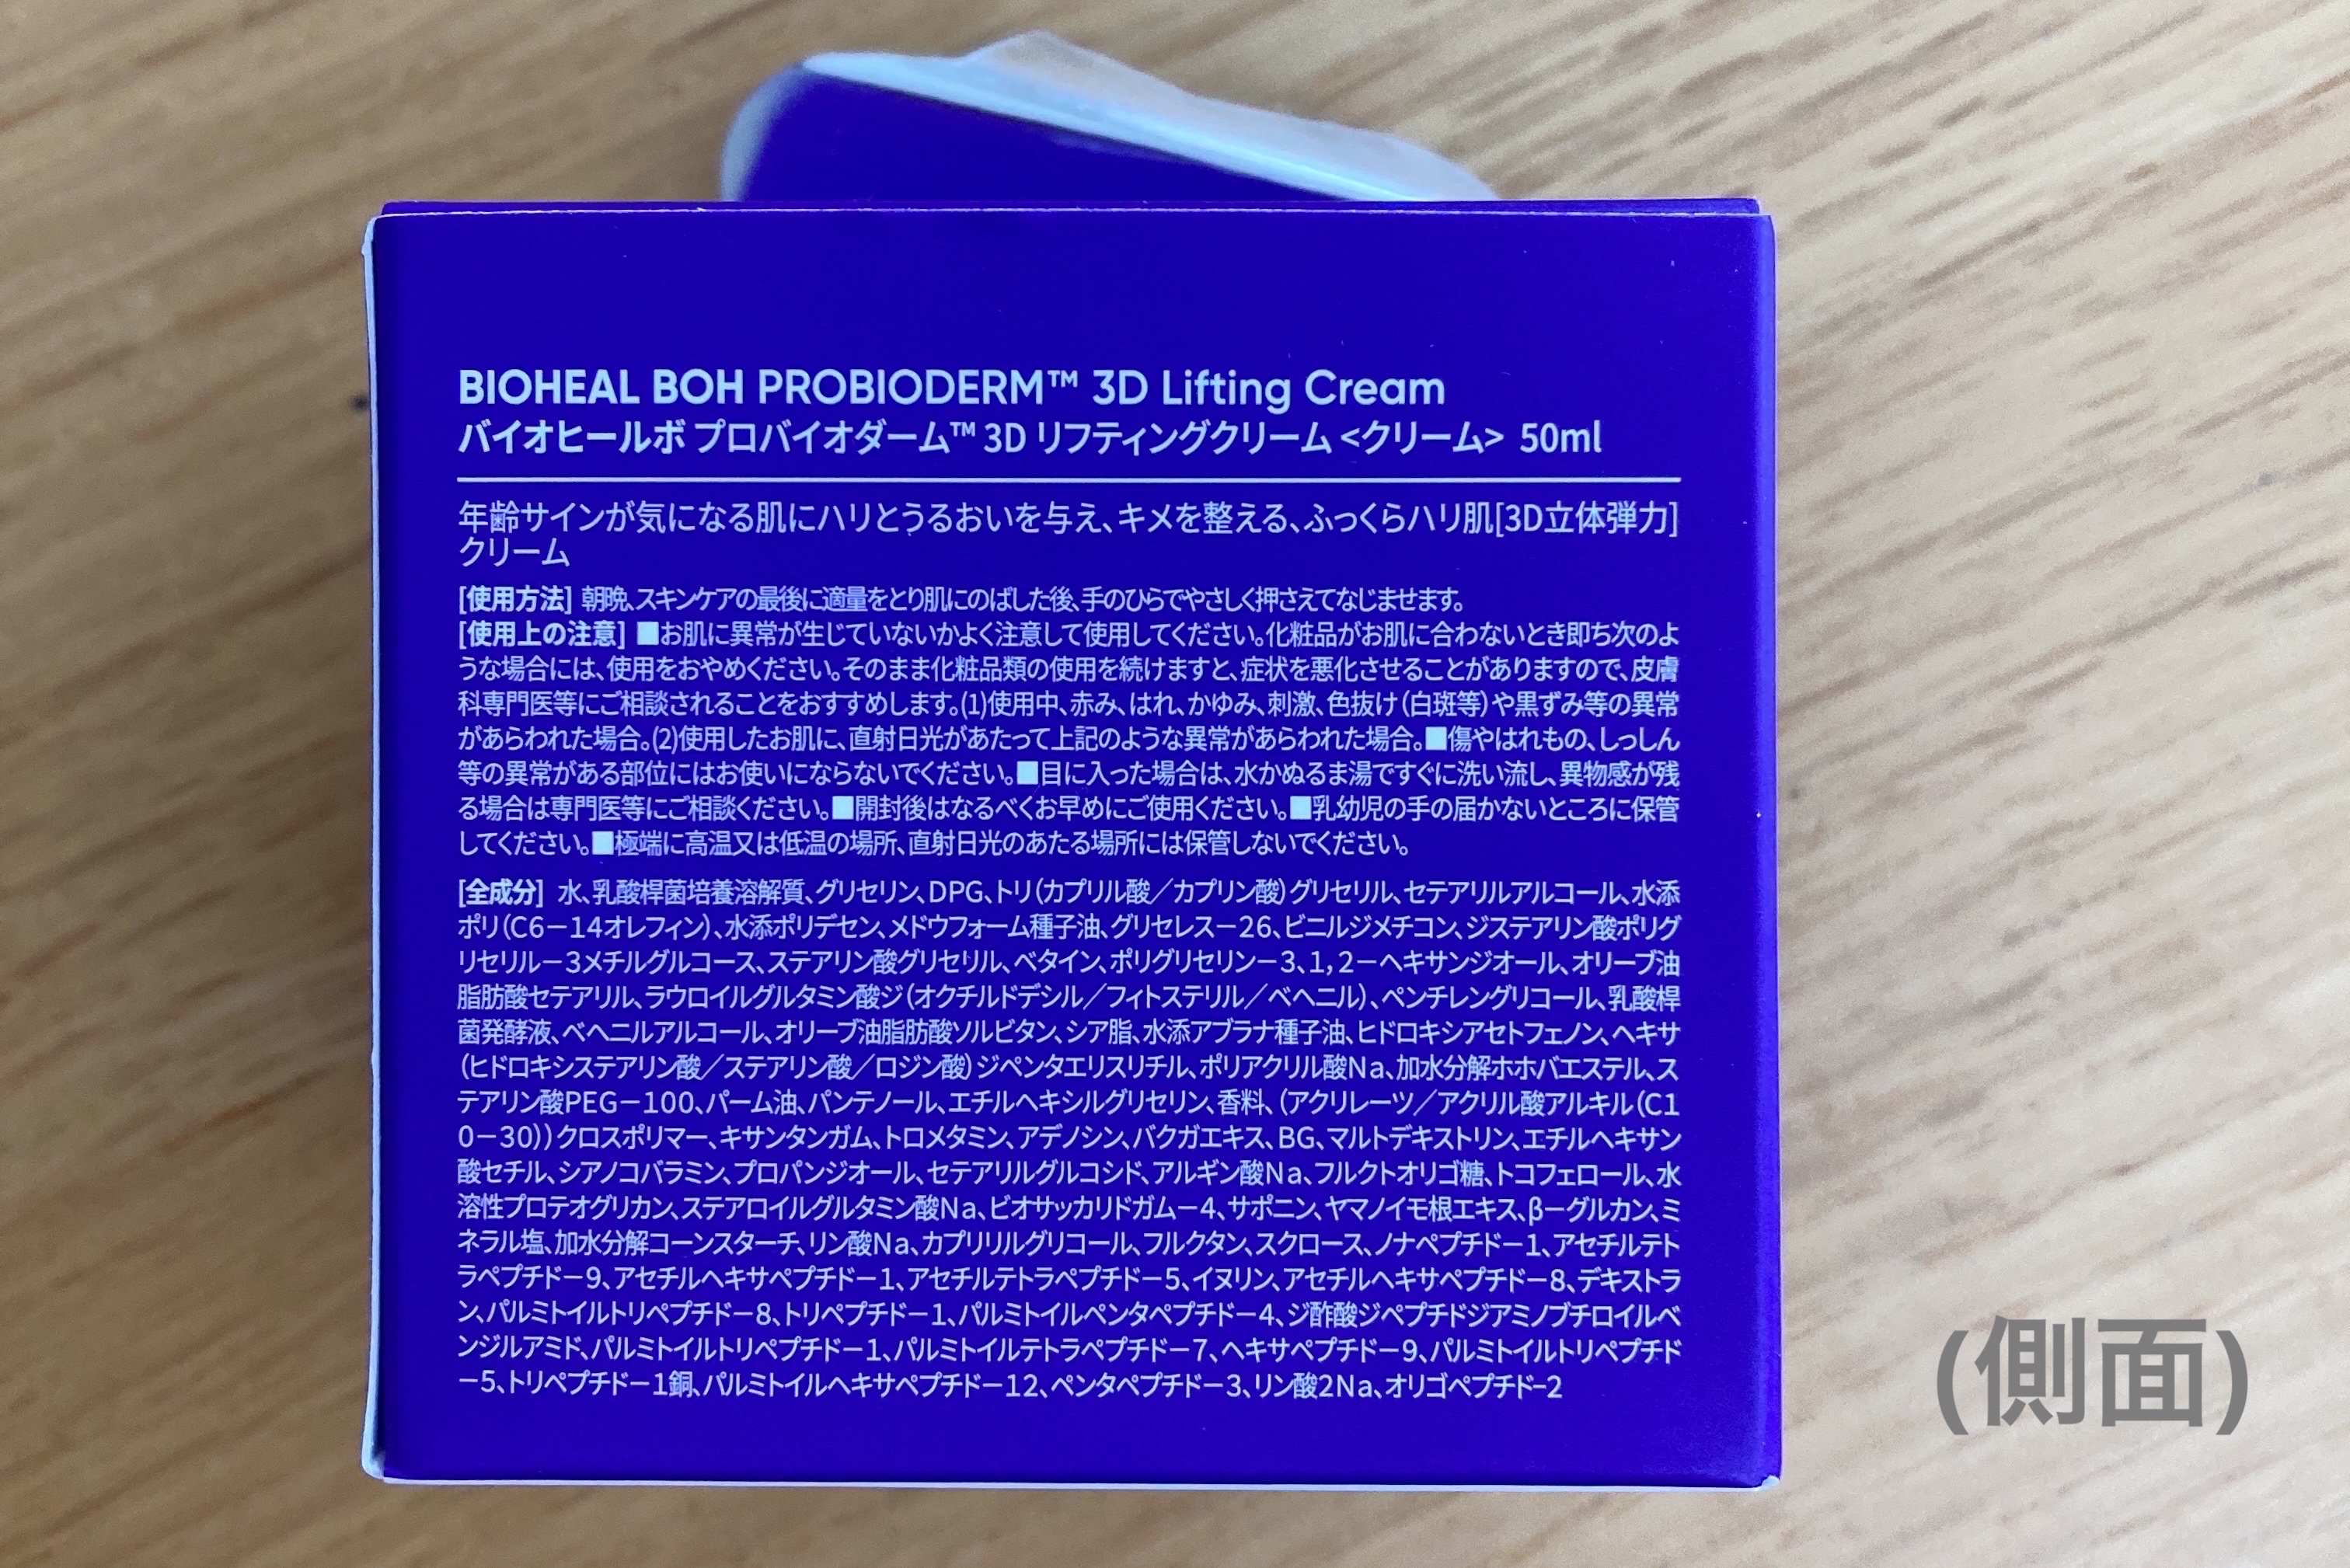 BIOHEAL BOH PROBIODERM™ 3D Lifting Cream
バイオヒールボ プロバイオダーム™ 3D リフティングクリーム <クリーム> 50ml
年齢サインが気になる肌にハリとうるおいを与え、キメを整える、ふっくらハリ肌[3D立体弾力]
クリーム
[使用方法] 朝晩、スキンケアの最後に適量をとり肌にのばした後、手のひらでやさしく押さえてなじませます。
[使用上の注意] ■お肌に異常が生じていないかよく注意して使用してください。化粧品がお肌に合わないとき即ち次のよ
うな場合には、使用をおやめください。そのまま化粧品類の使用を続けますと、症状を悪化させることがありますので、皮膚
科専門医等にご相談されることをおすすめします。(1)使用中、赤み、はれ、かゆみ、刺激、色抜け(白斑等)や黒ずみ等の異常
があらわれた場合。(2)使用したお肌に、直射日光があたって上記のような異常があらわれた場合。■傷やはれもの、しっしん
等の異常がある部位にはお使いにならないでください。■目に入った場合は、水かぬるま湯ですぐに洗い流し、異物感が残
る場合は専門医等にご相談ください。■開封後はなるべくお早めにご使用ください。■乳幼児の手の届かないところに保管
してください。■極端に高温又は低温の場所、直射日光のあたる場所には保管しないでください。
[全成分] 水、乳酸桿菌培養溶解質、グリセリン、DPG、トリ(カプリル酸／カプリン酸)グリセリル、セテアリルアルコール、水添
ポリ(C6－14オレフィン)、水添ポリデセン、メドウフォーム種子油、グリセレス－26、ビニルジメチコン、ジステアリン酸ポリグ
リセリル－3メチルグルコース、ステアリン酸グリセリル、ベタイン、ポリグリセリン－3、1，2－ヘキサンジオール、オリーブ油
脂肪酸セテアリル、ラウロイルグルタミン酸ジ(オクチルドデシル／フィトステリル／ベヘニル)、ペンチレングリコール、乳酸桿
菌発酵液、ベヘニルアルコール、オリーブ油脂肪酸ソルビタン、シア脂、水添アブラナ種子油、ヒドロキシアセトフェノン、ヘキサ
(ヒドロキシステアリン酸／ステアリン酸／ロジン酸)ジペンタエリスリチル、ポリアクリル酸Na、加水分解ホホバエステル、ス
テアリン酸PEG－100、パーム油、パンテノール、エチルヘキシルグリセリン、香料、(アクリレーツ／アクリル酸アルキル(C1
0－30))クロスポリマー、キサンタンガム、トロメタミン、アデノシン、バクガエキス、BG、マルトデキストリン、エチルヘキサン
酸セチル、シアノコバラミン、プロパンジオール、セテアリルグルコシド、アルギン酸Na、フルクトオリゴ糖、トコフェロール、水
溶性プロテオグリカン、ステアロイルグルタミン酸Na、ビオサッカリドガム－4、サポニン、ヤマノイモ根エキス、β－グルカン、ミ
ネラル塩、加水分解コーンスターチ、リン酸Na、カプリリルグリコール、フルクタン、スクロース、ノナペプチド－1、アセチルテト
ラペプチド－9、アセチルヘキサペプチド－1、アセチルテトラペプチド－5、イヌリン、アセチルヘキサペプチド－8、デキストラ
ン、パルミトイルトリペプチド－8、トリペプチド－1、パルミトイルペンタペプチド－4、ジ酢酸ジペプチドジアミノブチロイルベ
ンジルアミド、パルミトイルトリペプチド－1、パルミトイルテトラペプチド－7、ヘキサペプチド－9、パルミトイルトリペプチド
－5、トリペプチド－1銅、パルミトイルヘキサペプチド－12、ペンタペプチド－3、リン酸2Na、オリゴペプチド-2
(側面)